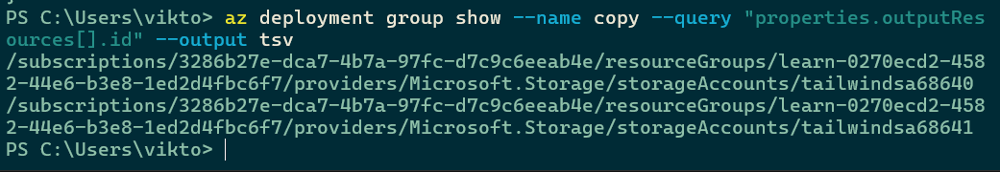 PS C:\Users\vikto> az deployment group show --name copy --query "properties.outputRes
ources[].id" --output tsv
/subscriptions/3286b27e-dca7-4b7a-97fc-d7c9c6eeab4e/resourceGroups/learn-0270ecd2-458
2-44e6-b3e8-1ed2d4fbc6f7/providers/Microsoft.Storage/storageAccounts/tailwindsa68640
/subscriptions/3286b27e-dca7-4b7a-97fc-d7c9c6eeab4e/resourceGroups/learn-0270ecd2-458
2-44e6-b3e8-1ed2d4fbc6f7/providers/Microsoft.Storage/storageAccounts/tailwindsa68641
PS C:\Users\vikto>